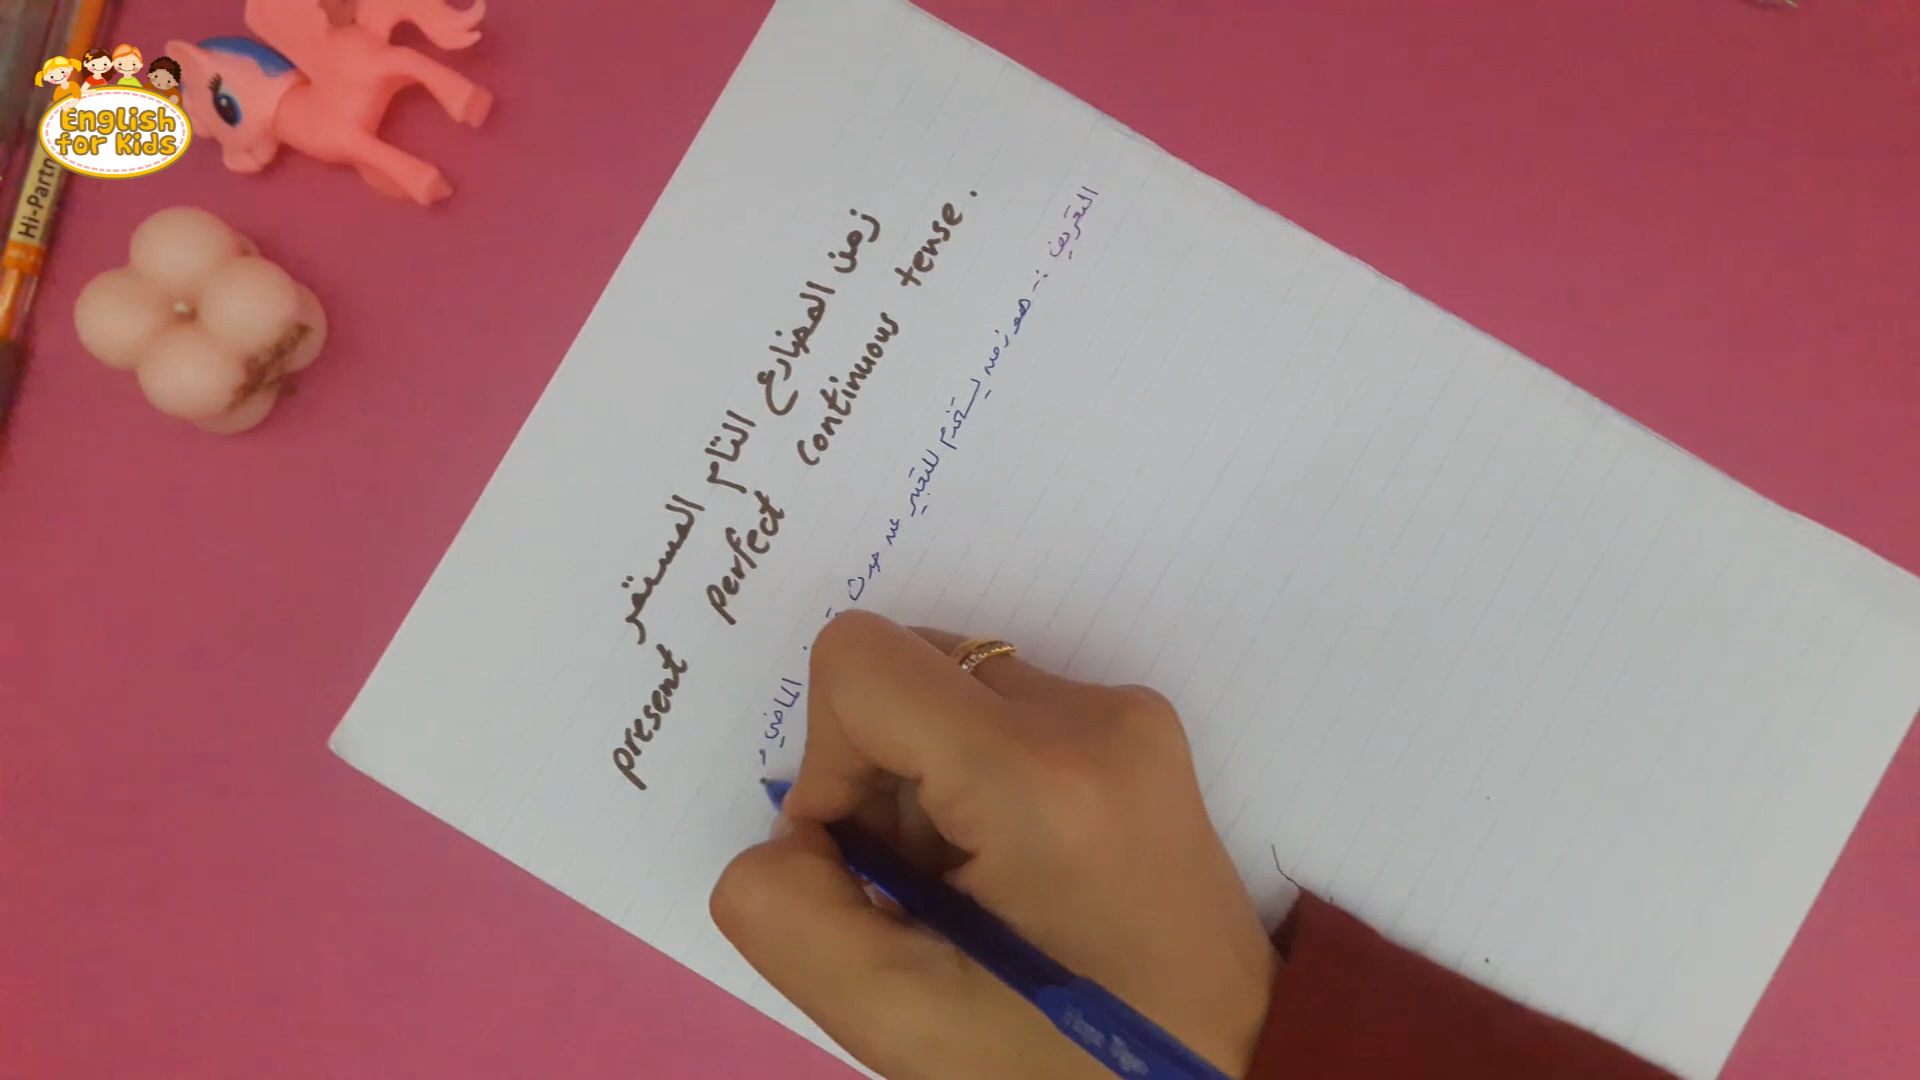 English
for Kids
Hi-Partn
زمن المضارع التام المستمر
present perfect continuous tense.
التعريف :- هو زمن يستخدم للتعبير عن حدث الماضي